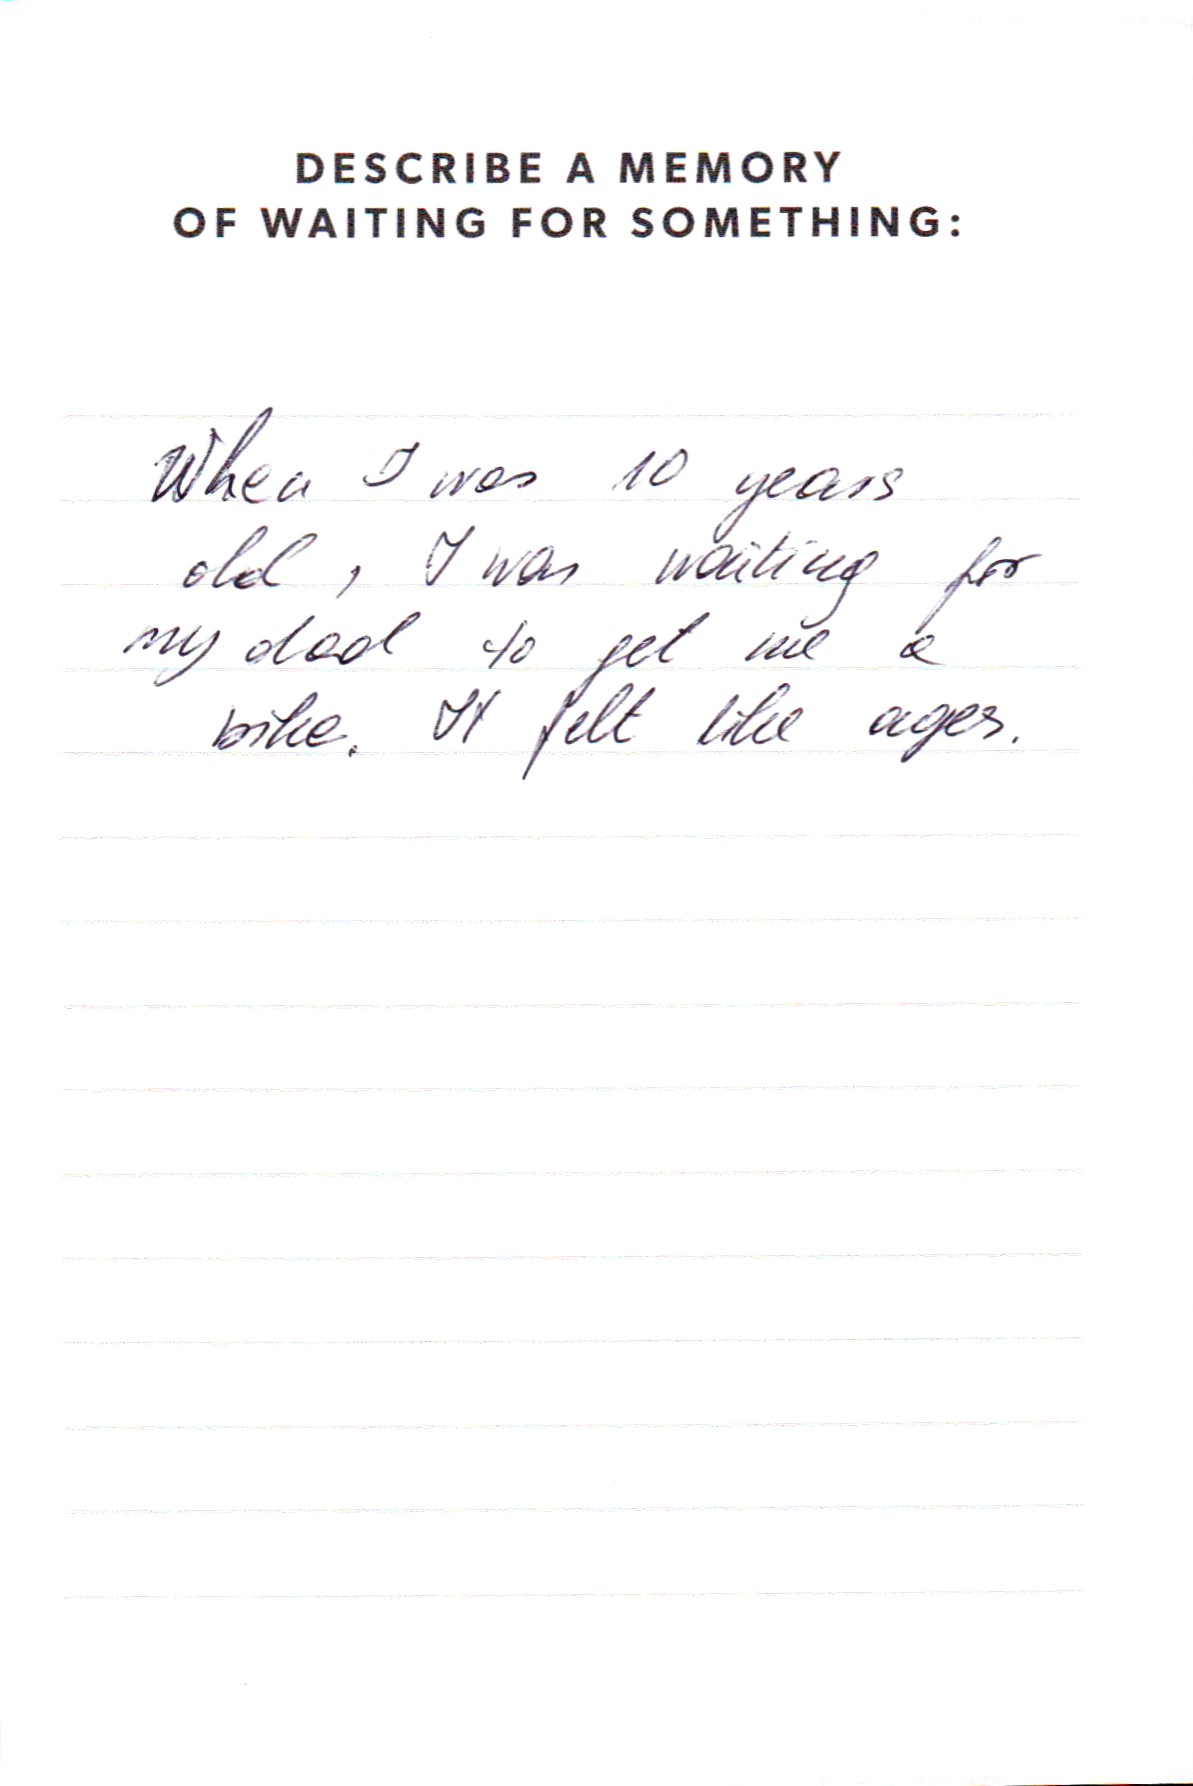 DESCRIBE A MEMORY
OF WAITING FOR SOMETHING:
When I was 10 years
old, I was waiting for
my dad to get me a
bike. It felt like ages.